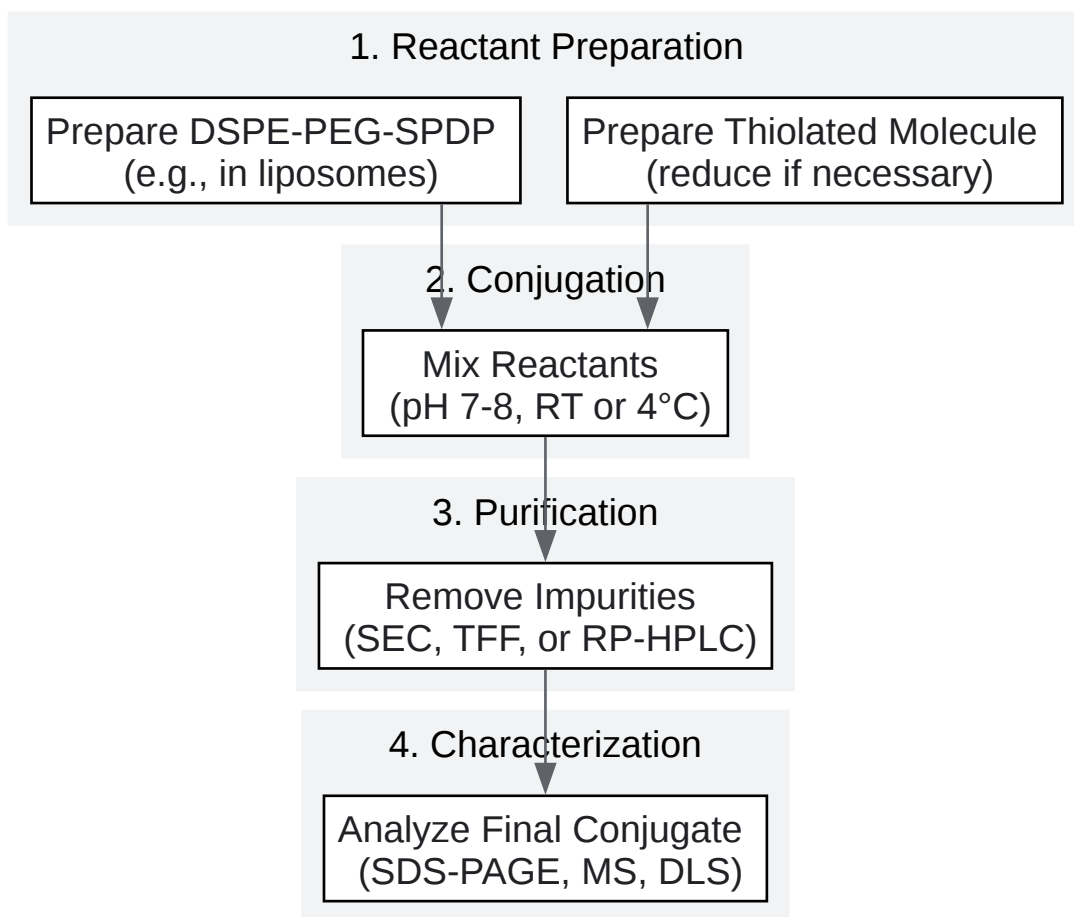 1. Reactant Preparation
Prepare DSPE-PEG-SPDP
(e.g., in liposomes)
Prepare Thiolated Molecule
(reduce if necessary)
2. Conjugation
Mix Reactants
(pH 7-8, RT or 4°C)
3. Purification
Remove Impurities
(SEC, TFF, or RP-HPLC)
4. Characterization
Analyze Final Conjugate
(SDS-PAGE, MS, DLS)